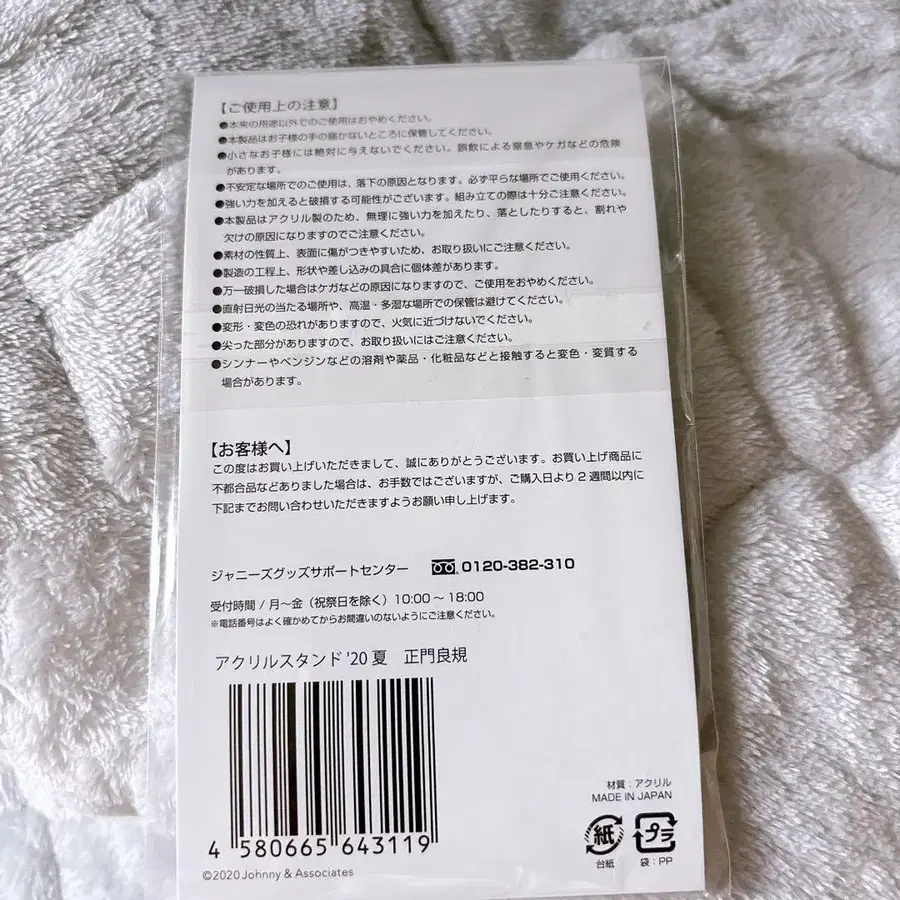 【ご使用上の注意】
●本来の用途以外でのご使用はおやめください。
●本製品はお子様の手の届かないところに保管してください。
●小さなお子様には絶対に与えないでください。誤飲による窒息やケガなどの危険
があります。
●不安定な場所でのご使用は、落下の原因となります。必ず平らな場所でご使用ください。
●強い力を加えると破損する可能性がございます。組み立ての際は十分ご注意ください。
●本製品はアクリル製のため、無理に強い力を加えたり、落としたりすると、割れや
欠けの原因になりますのでご注意ください。
●素材の性質上、表面に傷がつきやすいため、お取り扱いにご注意ください。
●製造の工程上、形状や差し込みの具合に個体差があります。
●万一破損した場合はケガなどの原因になりますので、ご使用をおやめください。
●直射日光の当たる場所や、高温・多湿な場所での保管は避けてください。
●変形・変色の恐れがありますので、火気に近づけないでください。
●尖った部分がありますので、お取り扱いにはご注意ください。
●シンナーやベンジンなどの溶剤や薬品・化粧品などと接触すると変色・変質する
場合があります。
【お客様へ】
この度はお買い上げいただきまして、誠にありがとうございます。お買い上げ商品に
不都合品などありました場合は、お手数ではございますが、ご購入日より2週間以内に
下記までお問い合わせいただきますようお願い申し上げます。
ジャニーズグッズサポートセンター 0120-382-310
受付時間/月〜金(祝祭日を除く)10:00〜18:00
※電話番号はよく確かめてからお間違いのないようにご注意ください。
アクリルスタンド'20夏 正門良規
4 580665 643119
©2020 Johnny & Associates
材質:アクリル
MADE IN JAPAN
紙 プラ
台紙 袋:PP